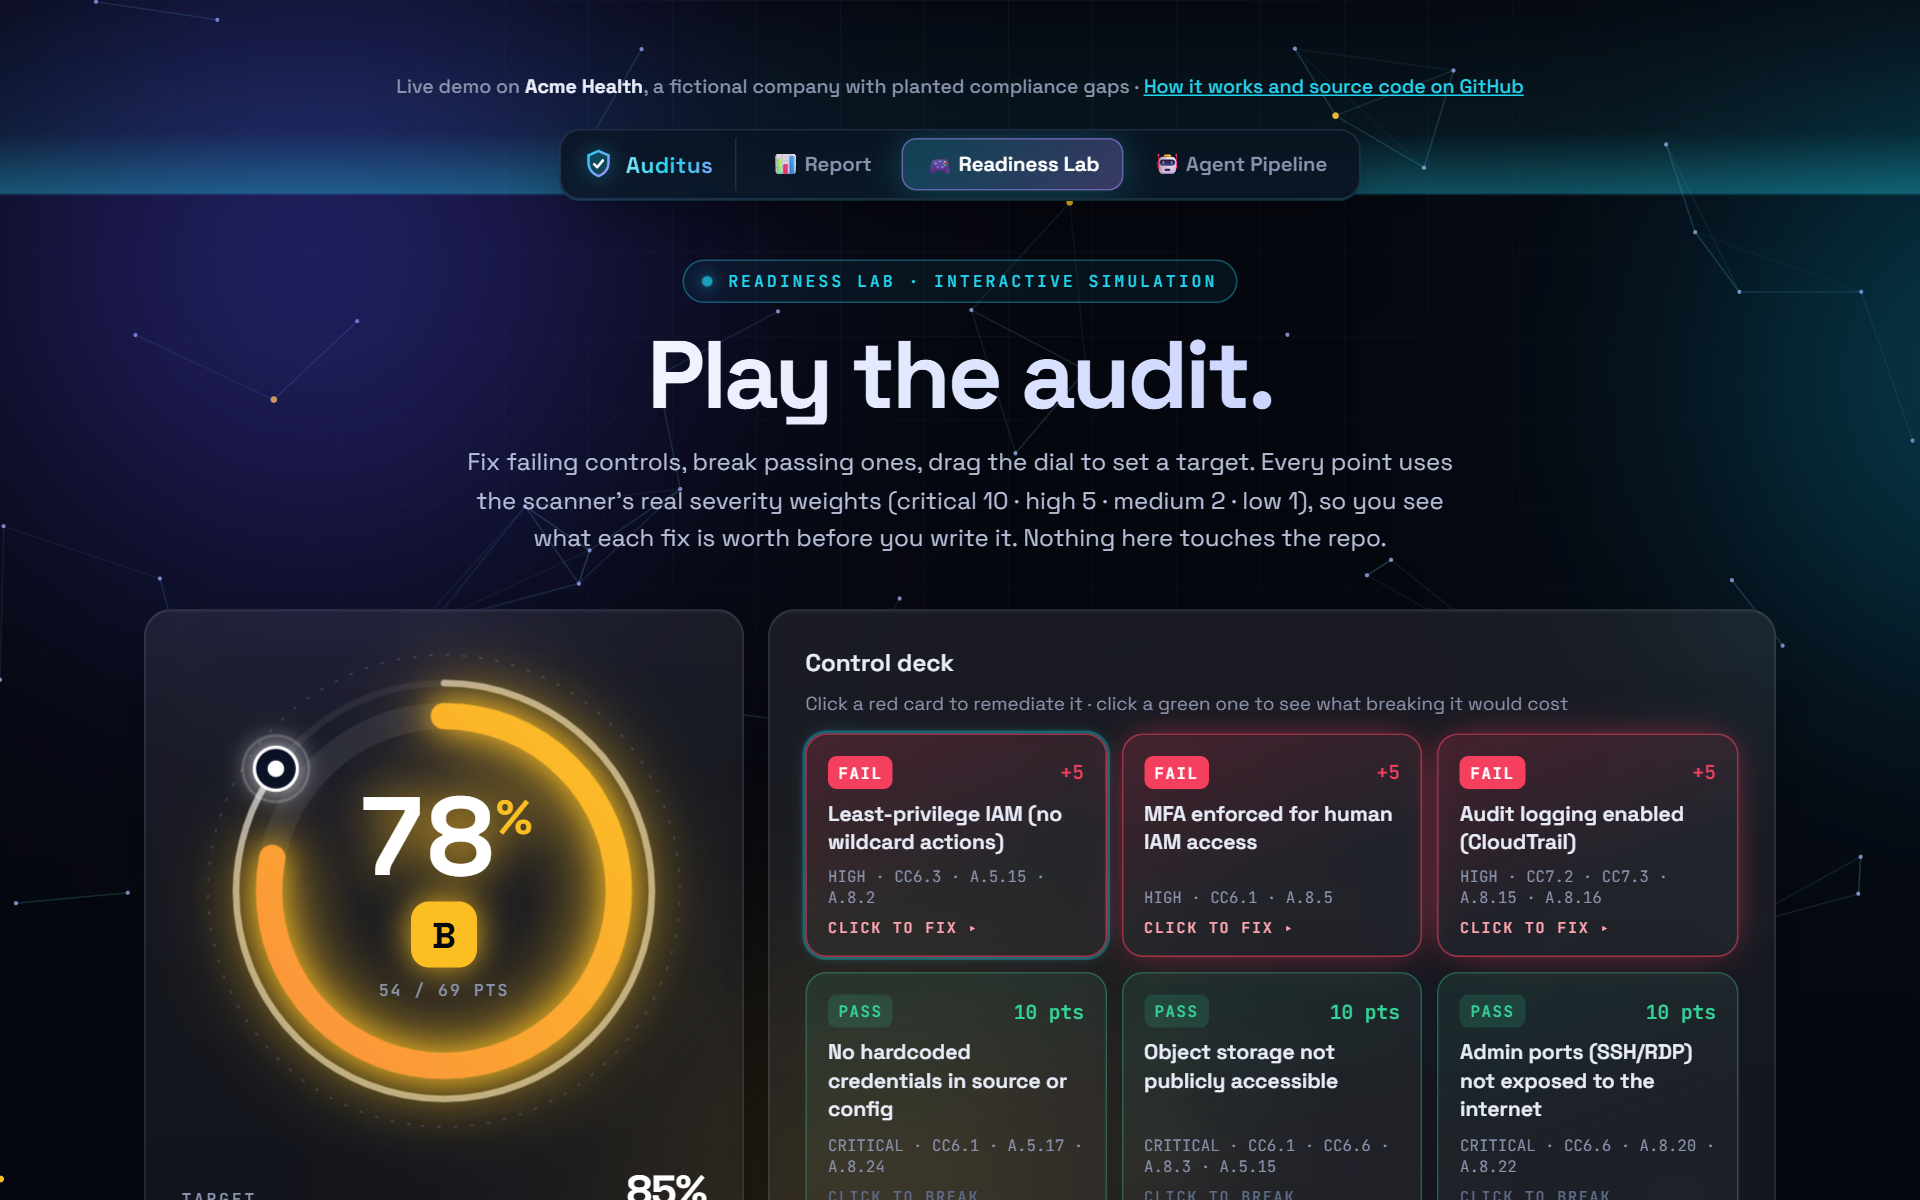 Live demo on Acme Health, a fictional company with planted compliance gaps · How it works and source code on GitHub
Auditus
Report
Readiness Lab
Agent Pipeline
READINESS LAB · INTERACTIVE SIMULATION
Play the audit.
Fix failing controls, break passing ones, drag the dial to set a target. Every point uses
the scanner's real severity weights (critical 10 · high 5 · medium 2 · low 1), so you see
what each fix is worth before you write it. Nothing here touches the repo.
78%
B
54 / 69 PTS
TARGET
85%
Control deck
Click a red card to remediate it · click a green one to see what breaking it would cost
FAIL +5
Least-privilege IAM (no
wildcard actions)
HIGH · CC6.3 · A.5.15 ·
A.8.2
CLICK TO FIX ▸
FAIL +5
MFA enforced for human
IAM access
HIGH · CC6.1 · A.8.5
CLICK TO FIX ▸
FAIL +5
Audit logging enabled
(CloudTrail)
HIGH · CC7.2 · CC7.3 ·
A.8.15 · A.8.16
CLICK TO FIX ▸
PASS 10 pts
No hardcoded
credentials in source or
config
CRITICAL · CC6.1 · A.5.17 ·
A.8.24
CLICK TO BREAK
PASS 10 pts
Object storage not
publicly accessible
CRITICAL · CC6.1 · CC6.6 ·
A.8.3 · A.5.15
CLICK TO BREAK
PASS 10 pts
Admin ports (SSH/RDP)
not exposed to the
internet
CRITICAL · CC6.6 · A.8.20 ·
A.8.22
CLICK TO BREAK